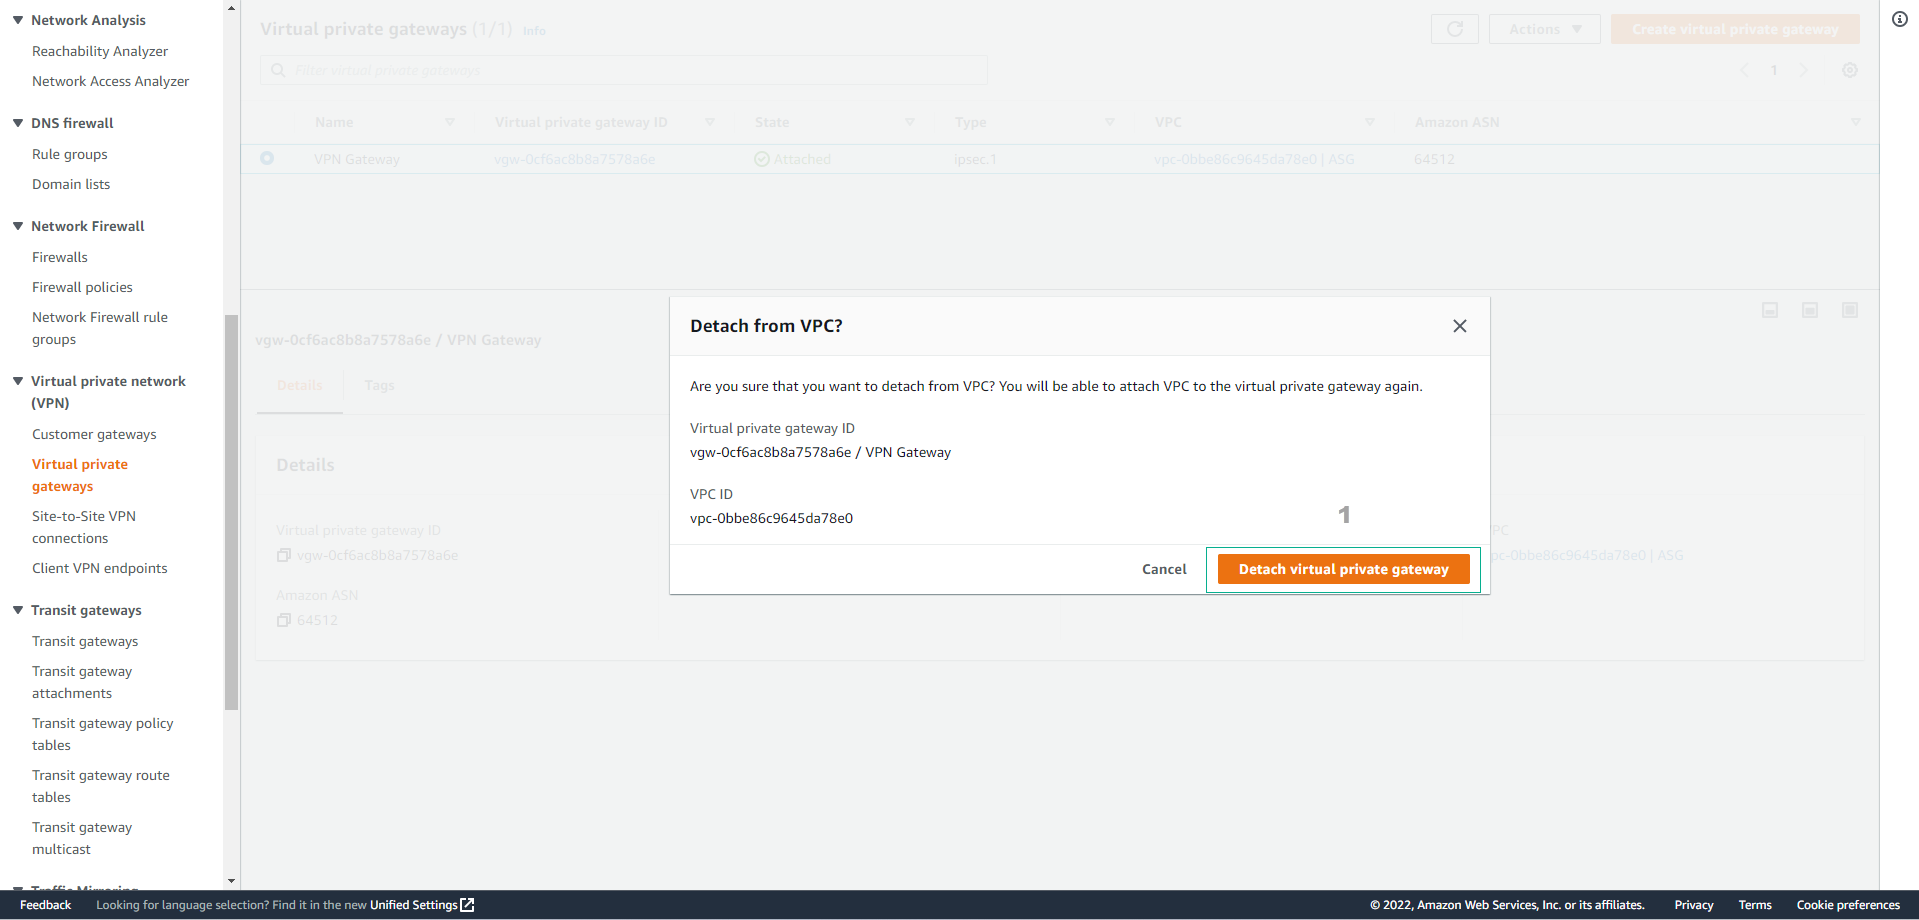 Network Analysis
Reachability Analyzer
Network Access Analyzer
DNS firewall
Rule groups
Domain lists
Network Firewall
Firewalls
Firewall policies
Network Firewall rule
groups
Virtual private network
(VPN)
Customer gateways
Virtual private
gateways
Site-to-Site VPN
connections
Client VPN endpoints
Transit gateways
Transit gateways
Transit gateway
attachments
Transit gateway policy
tables
Transit gateway route
tables
Transit gateway
multicast
Traffic Mirroring
Virtual private gateways (1/1) Info
Actions
Create virtual private gateway
Filter virtual private gateways
1
Name Virtual private gateway ID State Type VPC Amazon ASN
VPN Gateway vgw-0cf6ac8b8a7578a6e Attached ipsec.1 vpc-0bbe86c9645da78e0 | ASG 64512
vgw-0cf6ac8b8a7578a6e / VPN Gateway
Details Tags
Details
Virtual private gateway ID
vgw-0cf6ac8b8a7578a6e
Amazon ASN
64512
PC
pc-0bbe86c9645da78e0 | ASG
Detach from VPC?
Are you sure that you want to detach from VPC? You will be able to attach VPC to the virtual private gateway again.
Virtual private gateway ID
vgw-0cf6ac8b8a7578a6e / VPN Gateway
VPC ID
vpc-0bbe86c9645da78e0
1
Cancel Detach virtual private gateway
Feedback Looking for language selection? Find it in the new Unified Settings © 2022, Amazon Web Services, Inc. or its affiliates. Privacy Terms Cookie preferences